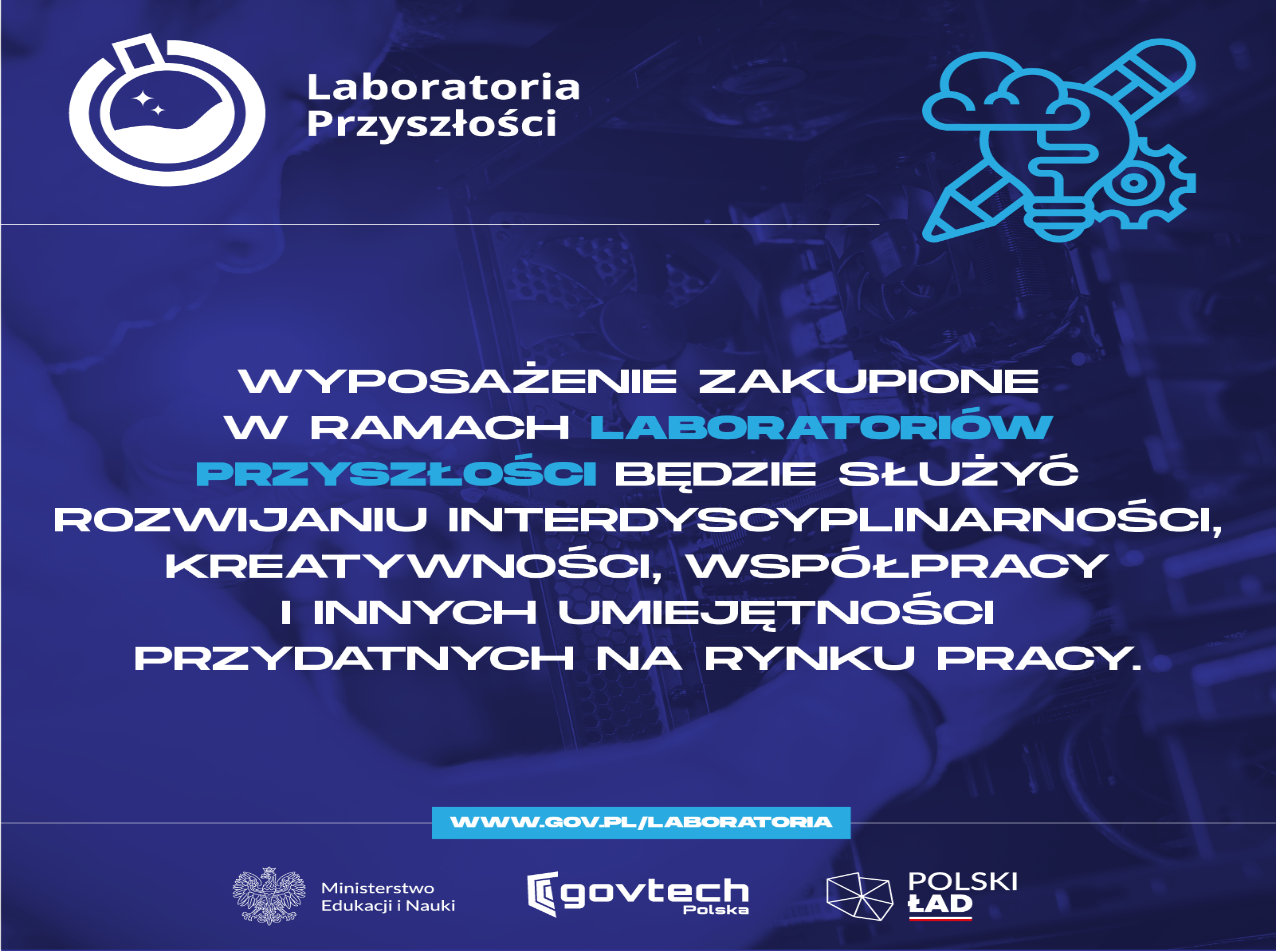 Laboratoria
Przyszłości
WYPOSAŻENIE ZAKUPIONE
W RAMACH LABORATORIÓW
PRZYSZŁOŚCI BĘDZIE SŁUŻYĆ
ROZWIJANIU INTERDYSCYPLINARNOŚCI,
KREATYWNOŚCI, WSPÓŁPRACY
I INNYCH UMIEJĘTNOŚCI
PRZYDATNYCH NA RYNKU PRACY.
WWW.GOV.PL/LABORATORIA
Ministerstwo
Edukacji i Nauki
govtech
Polska
POLSKI
ŁAD